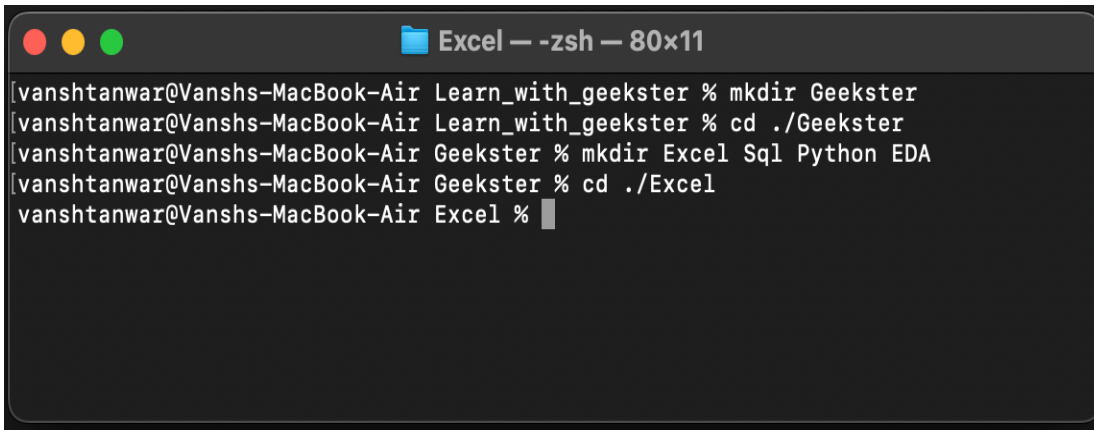 Excel — -zsh — 80×11
[vanshtanwar@Vanshs-MacBook-Air Learn_with_geekster % mkdir Geekster
[vanshtanwar@Vanshs-MacBook-Air Learn_with_geekster % cd ./Geekster
[vanshtanwar@Vanshs-MacBook-Air Geekster % mkdir Excel Sql Python EDA
[vanshtanwar@Vanshs-MacBook-Air Geekster % cd ./Excel
vanshtanwar@Vanshs-MacBook-Air Excel %